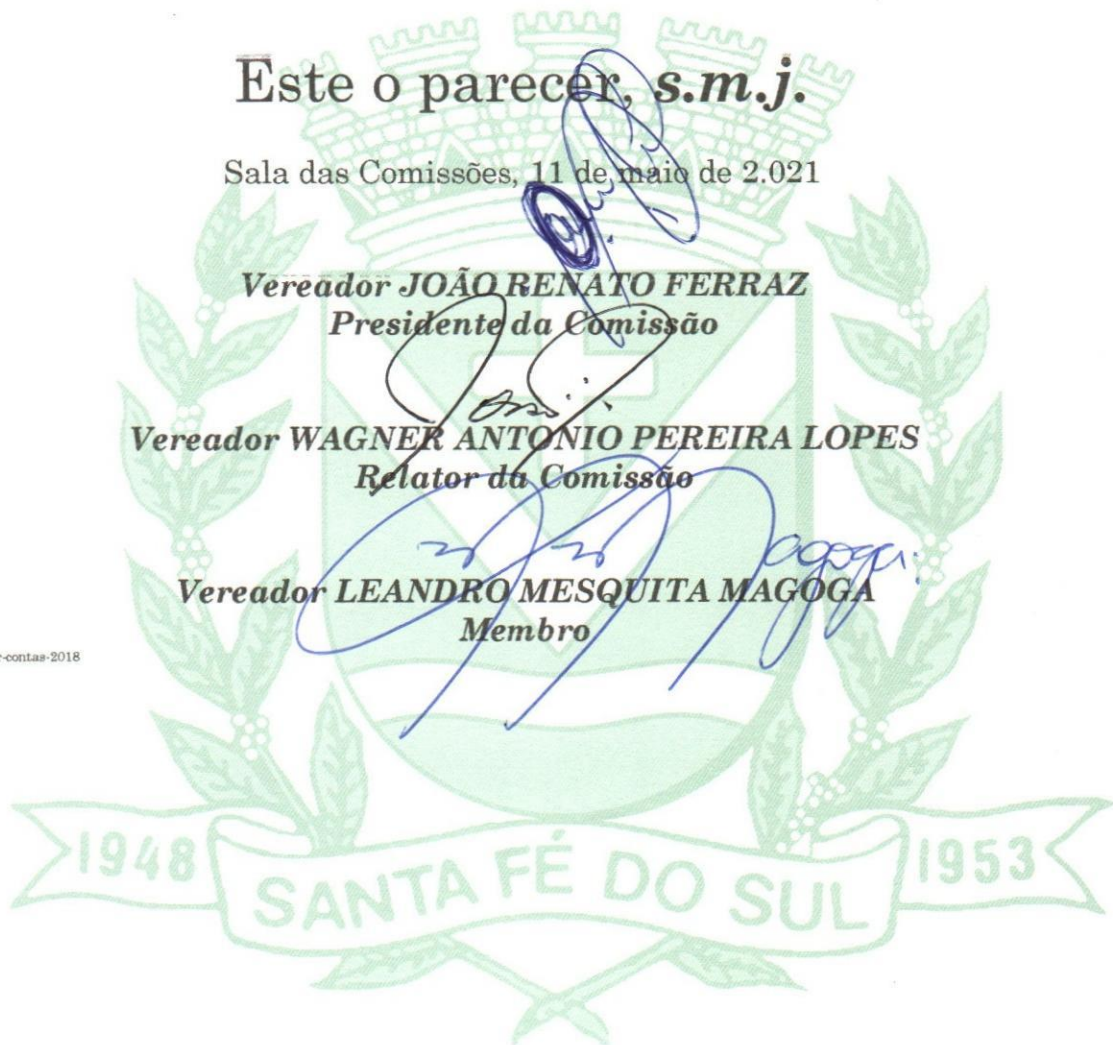 Este o parecer, s.m.j.
Sala das Comissões, 11 de maio de 2.021
Vereador JOÃO RENATO FERRAZ
Presidente da Comissão
Vereador WAGNER ANTONIO PEREIRA LOPES
Relator da Comissão
Magoga
Vereador LEANDRO MESQUITA MAGOGA
Membro
r-contas-2018
1948
SANTA FÉ DO SUL
1953